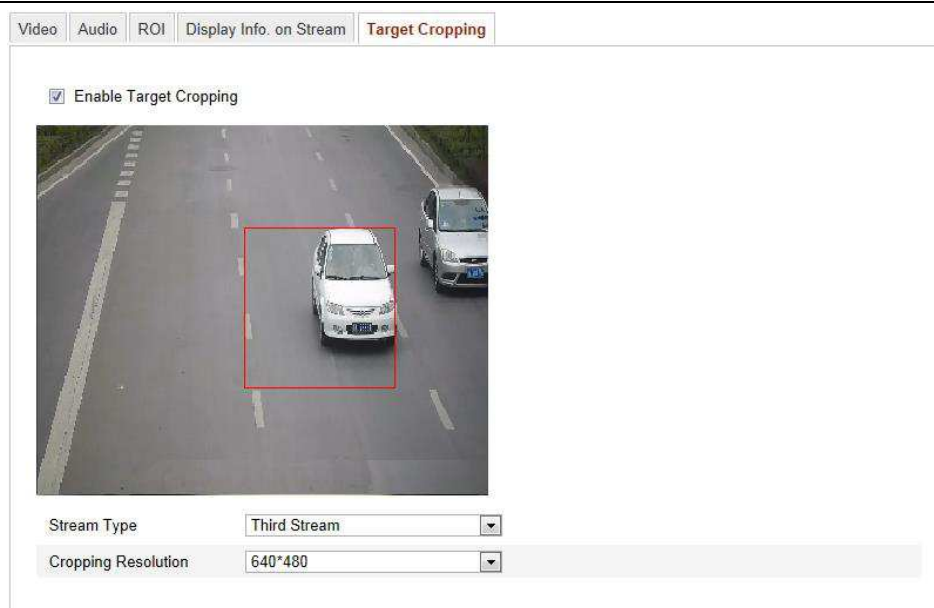 Video Audio ROI Display Info. on Stream Target Cropping
Enable Target Cropping
Stream Type Third Stream
Cropping Resolution 640*480